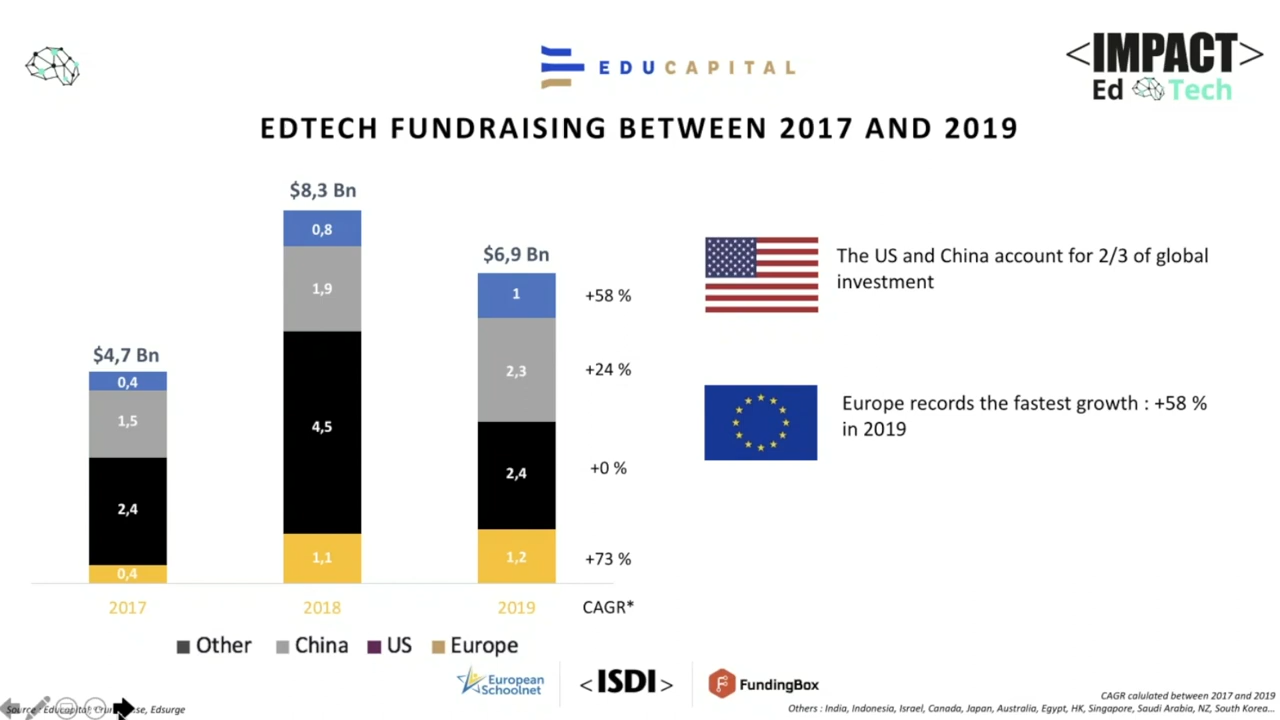 EDUCAPITAL
<IMPACT>
Ed Tech
EDTECH FUNDRAISING BETWEEN 2017 AND 2019
$8,3 Bn
0,8
1,9
4,5
1,1
$6,9 Bn
1
2,3
2,4
1,2
$4,7 Bn
0,4
1,5
2,4
0,4
+58 %
+24 %
+0 %
+73 %
2017
2018
2019
CAGR*
Other
China
US
Europe
The US and China account for 2/3 of global
investment
Europe records the fastest growth : +58 %
in 2019
European
Schoolnet
<ISDI>
FundingBox
Source : Educapital, Edsurge
CAGR calulated between 2017 and 2019
Others : India, Indonesia, Israel, Canada, Japan, Australia, Egypt, HK, Singapore, Saudi Arabia, NZ, South Korea...